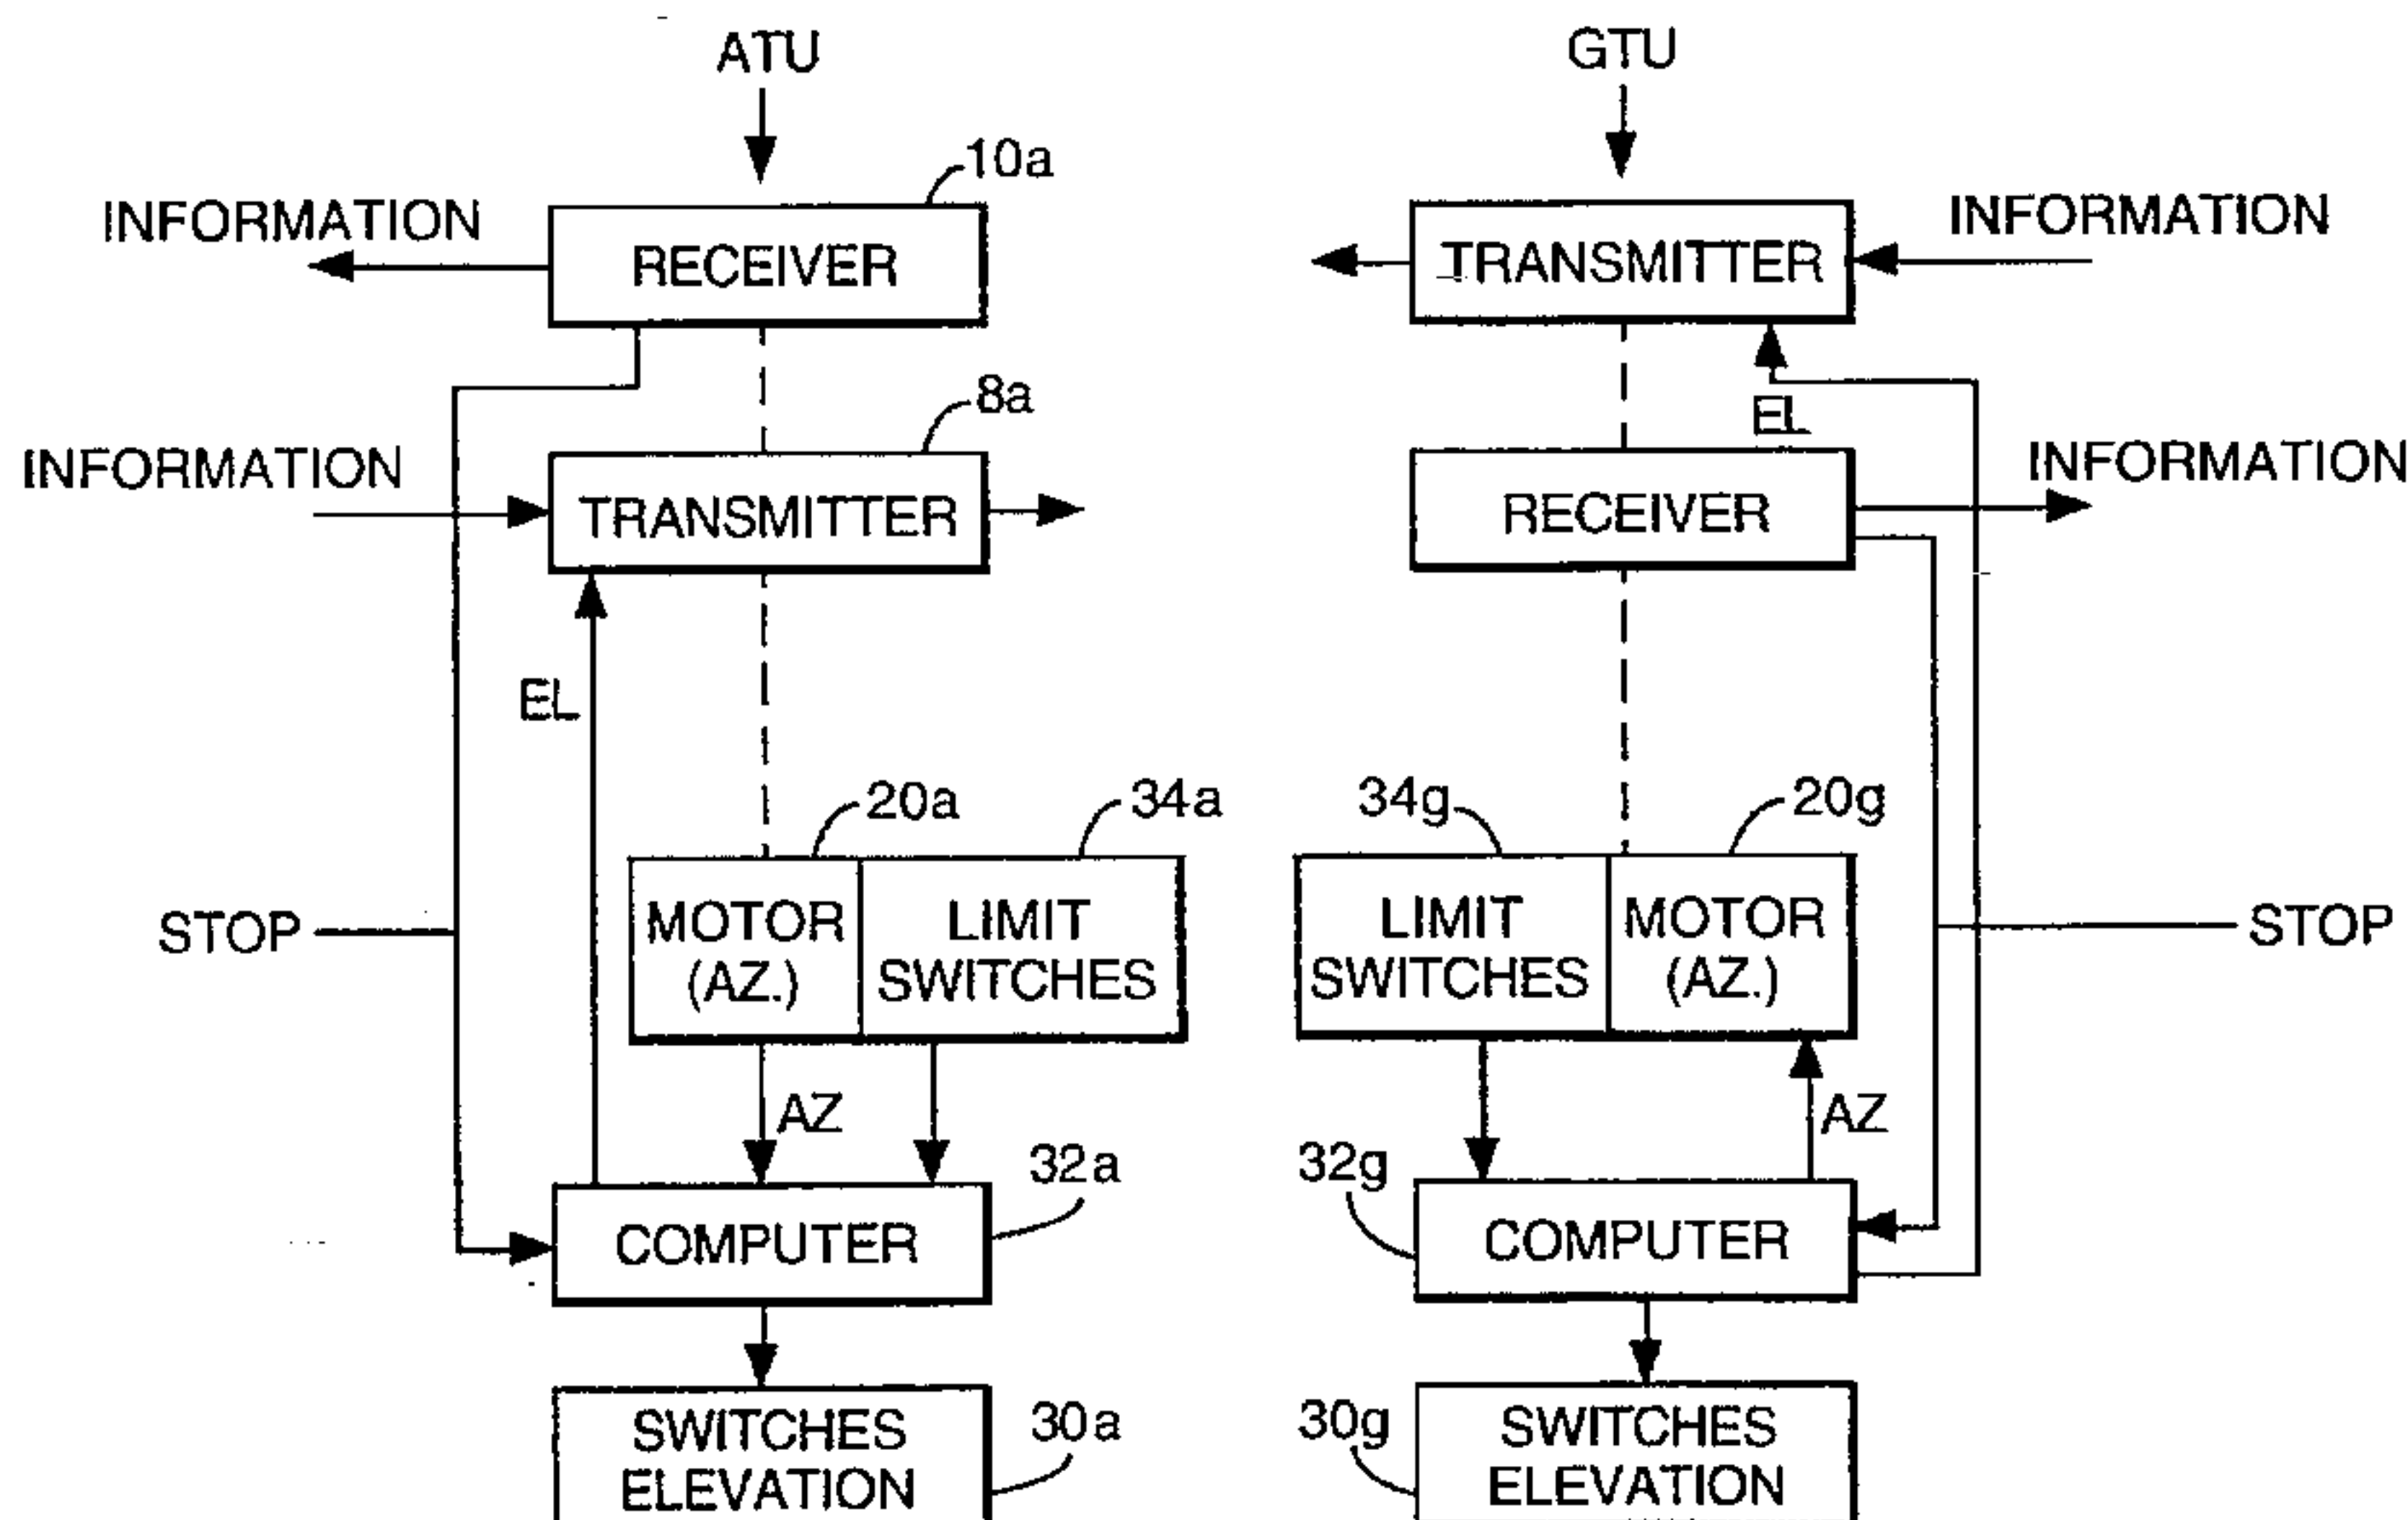 ATU
10a
INFORMATION
RECEIVER
8a
INFORMATION
TRANSMITTER
EL
20a
34a
STOP
MOTOR
(AZ.)
LIMIT
SWITCHES
AZ
32a
COMPUTER
SWITCHES
ELEVATION
30a
GTU
INFORMATION
TRANSMITTER
EL
INFORMATION
RECEIVER
34g
20g
LIMIT
SWITCHES
MOTOR
(AZ.)
STOP
AZ
32g
COMPUTER
30g
SWITCHES
ELEVATION